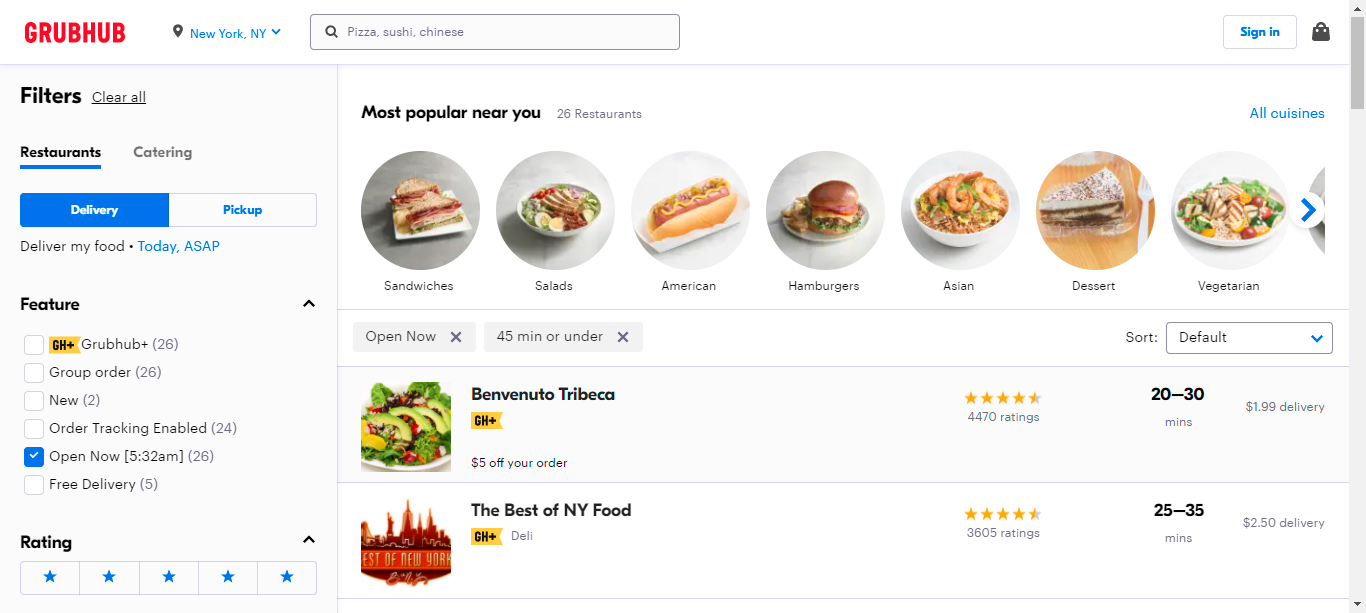 GRUBHUB
New York, NY
Pizza, sushi, chinese
Sign in
Filters Clear all
Restaurants Catering
Delivery Pickup
Deliver my food • Today, ASAP
Feature
GH+ Grubhub+ (26)
Group order (26)
New (2)
Order Tracking Enabled (24)
Open Now [5:32am] (26)
Free Delivery (5)
Rating
Most popular near you 26 Restaurants All cuisines
Sandwiches Salads American Hamburgers Asian Dessert Vegetarian
Open Now 45 min or under Sort: Default
Benvenuto Tribeca
GH+
$5 off your order
4470 ratings
20–30
mins
$1.99 delivery
The Best of NY Food
GH+ Deli
3605 ratings
25–35
mins
$2.50 delivery
EST OF NEW YORK